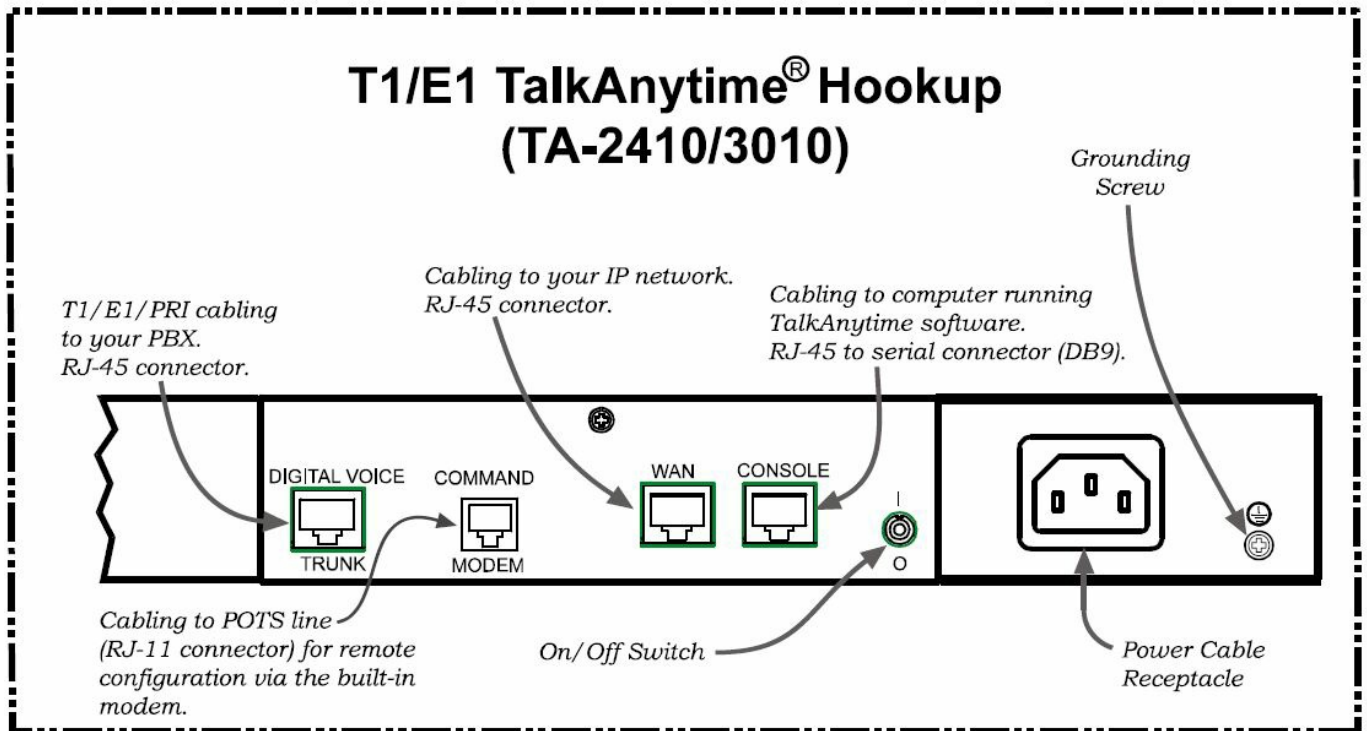 T1/E1 TalkAnytime® Hookup
(TA-2410/3010)
Grounding
Screw
Cabling to your IP network.
RJ-45 connector.
Cabling to computer running
TalkAnytime software.
RJ-45 to serial connector (DB9).
T1/E1/PRI cabling
to your PBX.
RJ-45 connector.
DIGITAL VOICE
TRUNK
COMMAND
MODEM
WAN
CONSOLE
I
O
Cabling to POTS line
(RJ-11 connector) for remote
configuration via the built-in
modem.
On/Off Switch
Power Cable
Receptacle